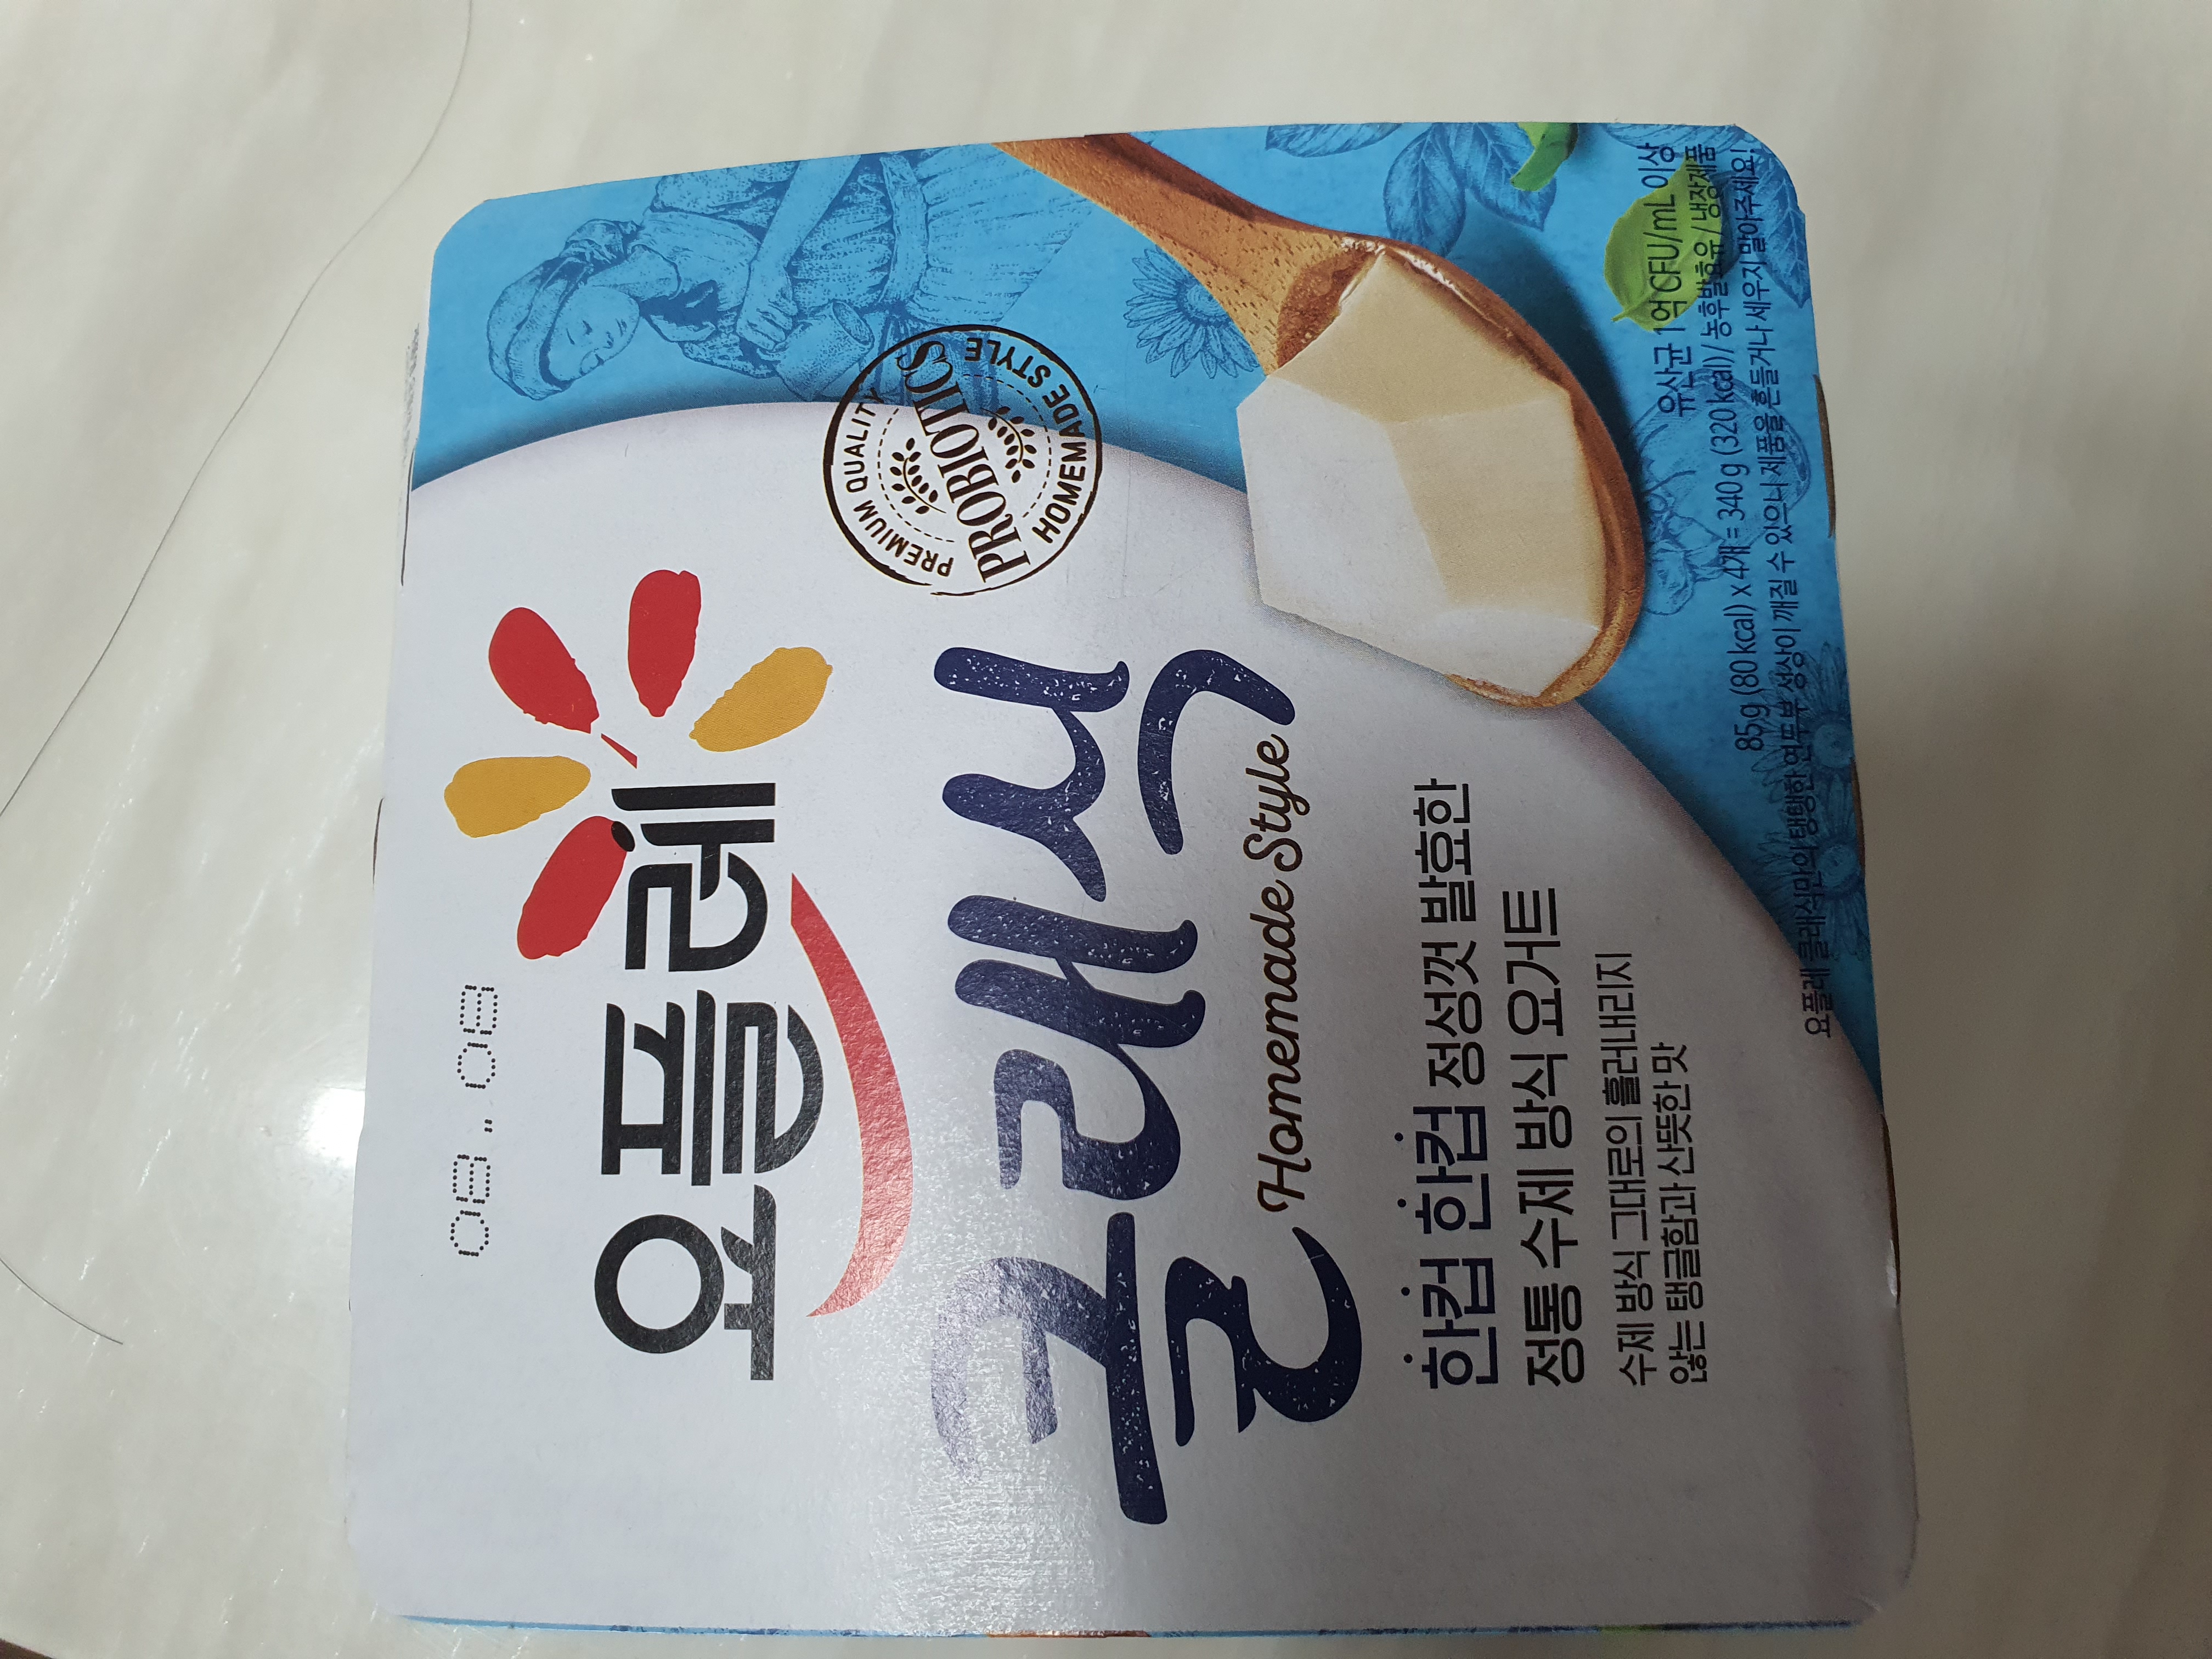 08.. 08
요플레
클래식
Homemade Style
PREMIUM QUALITY
PROBIOTICS
HOMEMADE STYLE
한컵 한컵 정성껏 발효한
정통 수제 방식 요거트
수제 방식 그대로의 흘러내리지
않는 탱글함과 산뜻한 맛
유산균 1억 CFU/mL 이상
85 g (80 kcal) x 4개 = 340 g (320 kcal) / 농후발효유 / 냉장제품
요플레 클래식만의 탱탱한 연두부 성상이 깨질 수 있으니 제품을 흔들거나 세우지 말아주세요!